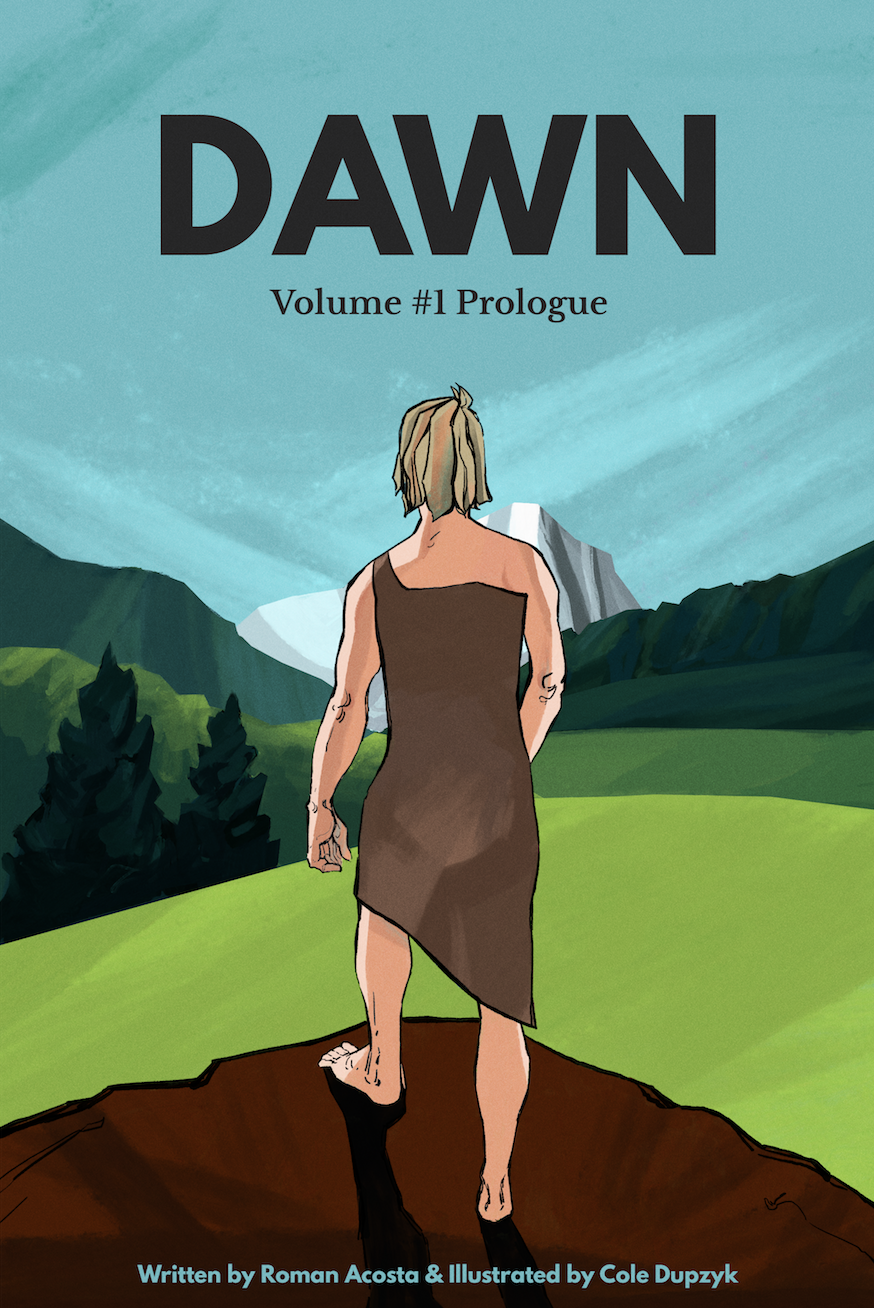 DAWN
Volume #1 Prologue
Written by Roman Acosta & Illustrated by Cole Dupzyk